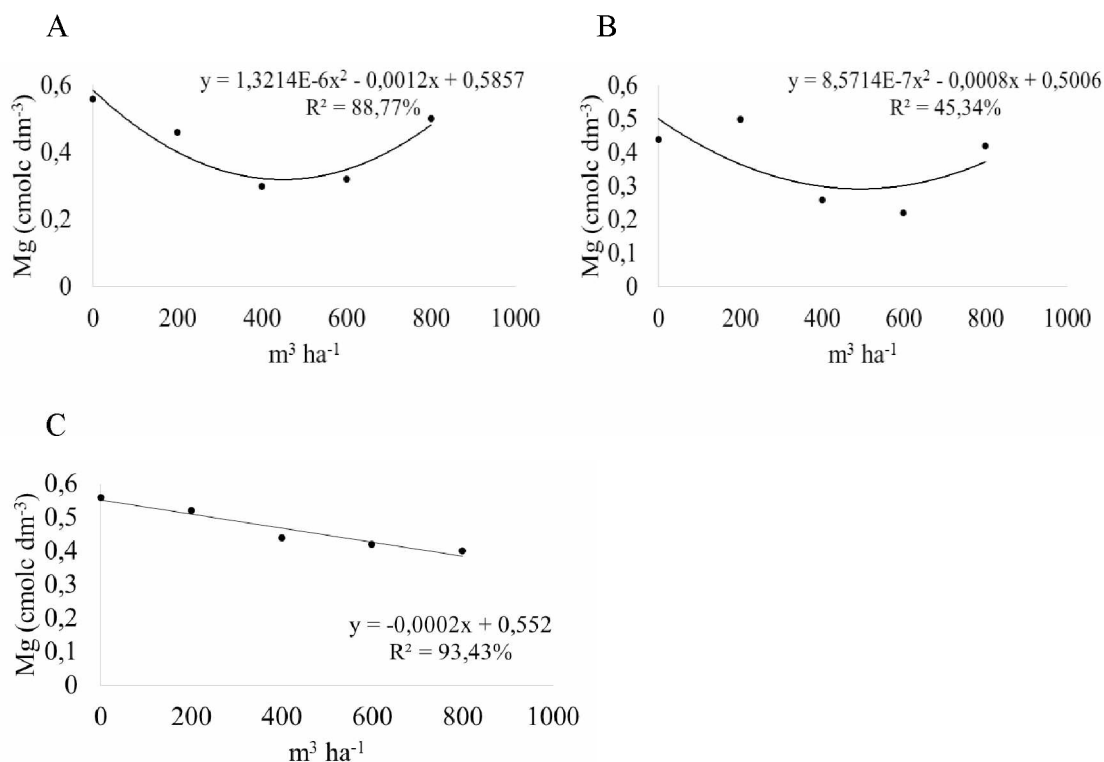 A
y = 1,3214E-6x² - 0,0012x + 0,5857
R² = 88,77%
0,6
0,4
0,2
0
Mg (cmolc dm⁻³)
0 200 400 600 800 1000
m³ ha⁻¹
B
y = 8,5714E-7x² - 0,0008x + 0,5006
R² = 45,34%
0,6
0,5
0,4
0,3
0,2
0,1
0
Mg (cmolc dm⁻³)
0 200 400 600 800 1000
m³ ha⁻¹
C
0,6
0,5
0,4
0,3
0,2
0,1
0
Mg (cmolc dm⁻³)
y = -0,0002x + 0,552
R² = 93,43%
0 200 400 600 800 1000
m³ ha⁻¹